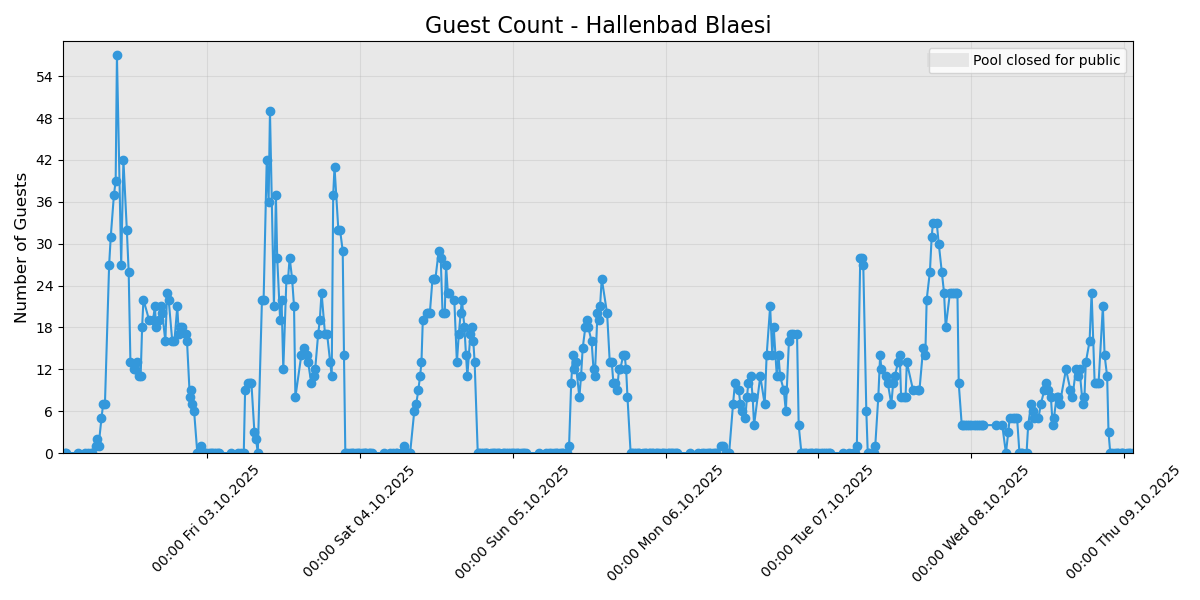 Guest Count - Hallenbad Blaesi
Pool closed for public
Number of Guests
54
48
42
36
30
24
18
12
6
0
00:00 Fri 03.10.2025
00:00 Sat 04.10.2025
00:00 Sun 05.10.2025
00:00 Mon 06.10.2025
00:00 Tue 07.10.2025
00:00 Wed 08.10.2025
00:00 Thu 09.10.2025